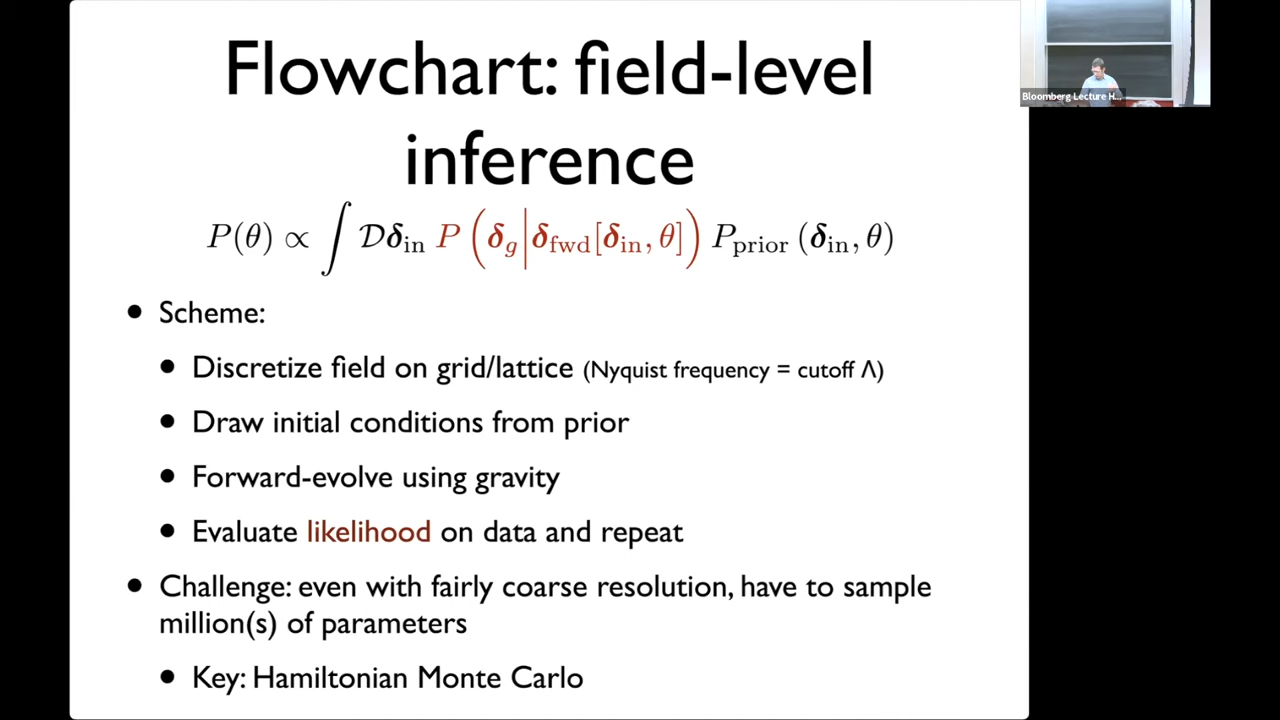 Flowchart: field-level
inference
P(θ) ∝ ∫ 𝒟δ_in P(δ_g|δ_fwd[δ_in, θ]) P_prior(δ_in, θ)
• Scheme:
• Discretize field on grid/lattice (Nyquist frequency = cutoff Λ)
• Draw initial conditions from prior
• Forward-evolve using gravity
• Evaluate likelihood on data and repeat
• Challenge: even with fairly coarse resolution, have to sample
million(s) of parameters
• Key: Hamiltonian Monte Carlo
Bloomberg Lecture H...